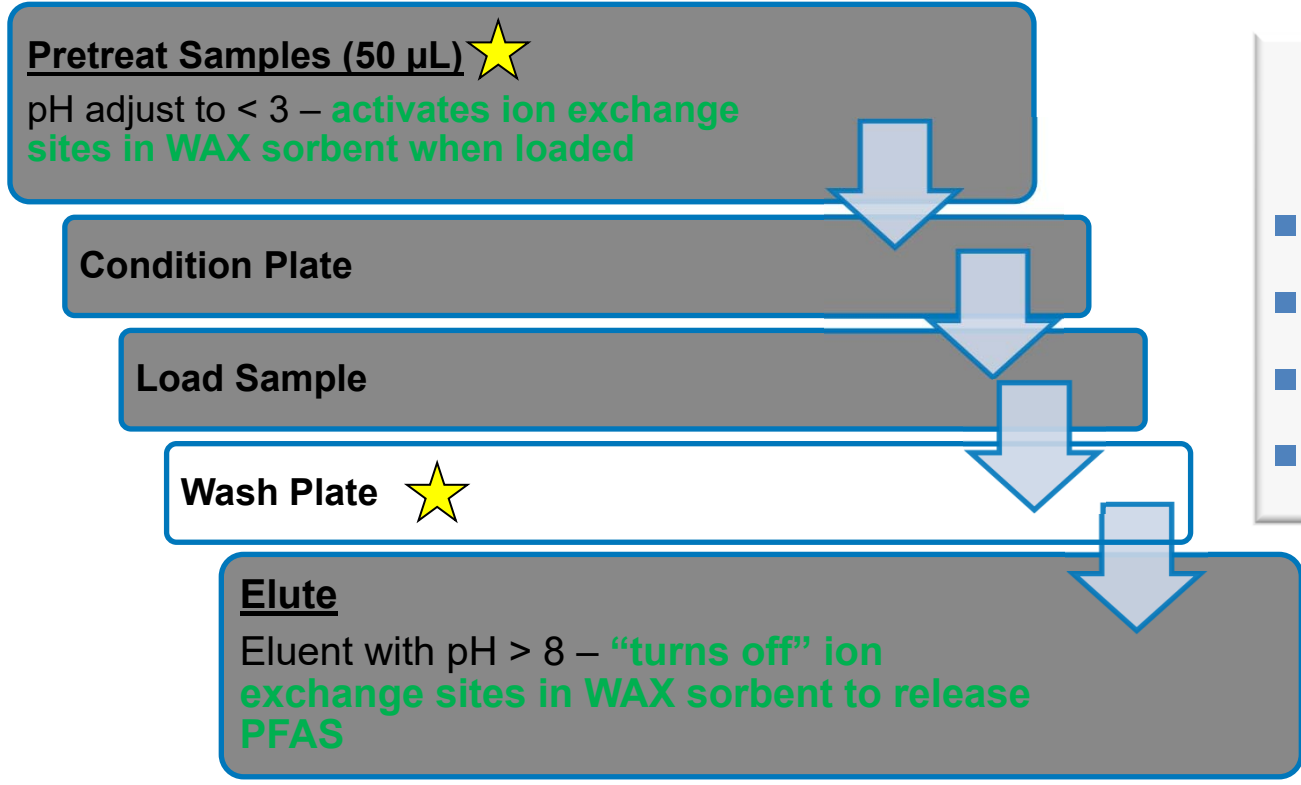 Pretreat Samples (50 µL)
pH adjust to < 3 – activates ion exchange
sites in WAX sorbent when loaded
Condition Plate
Load Sample
Wash Plate
Elute
Eluent with pH > 8 – “turns off” ion
exchange sites in WAX sorbent to release
PFAS